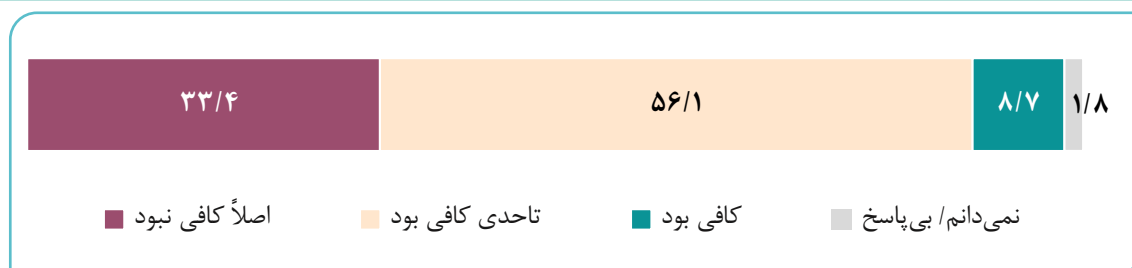 ۱/۸ ۸/۷ ۵۶/۱ ۳۳/۴
نمی‌دانم/ بی‌پاسخ کافی بود تاحدی کافی بود اصلاً کافی نبود